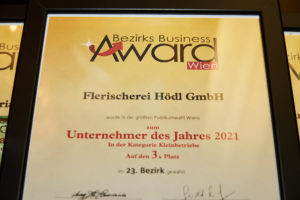 Bezirks Business
Award
Wien
Flerischerei Hödl GmbH
wurde in der größten Publikumswahl Wiens
zum
Unternehmer des Jahres 2021
In der Kategorie Kleinbetriebe
Auf den 3. Platz
im 23. Bezirk gewählt